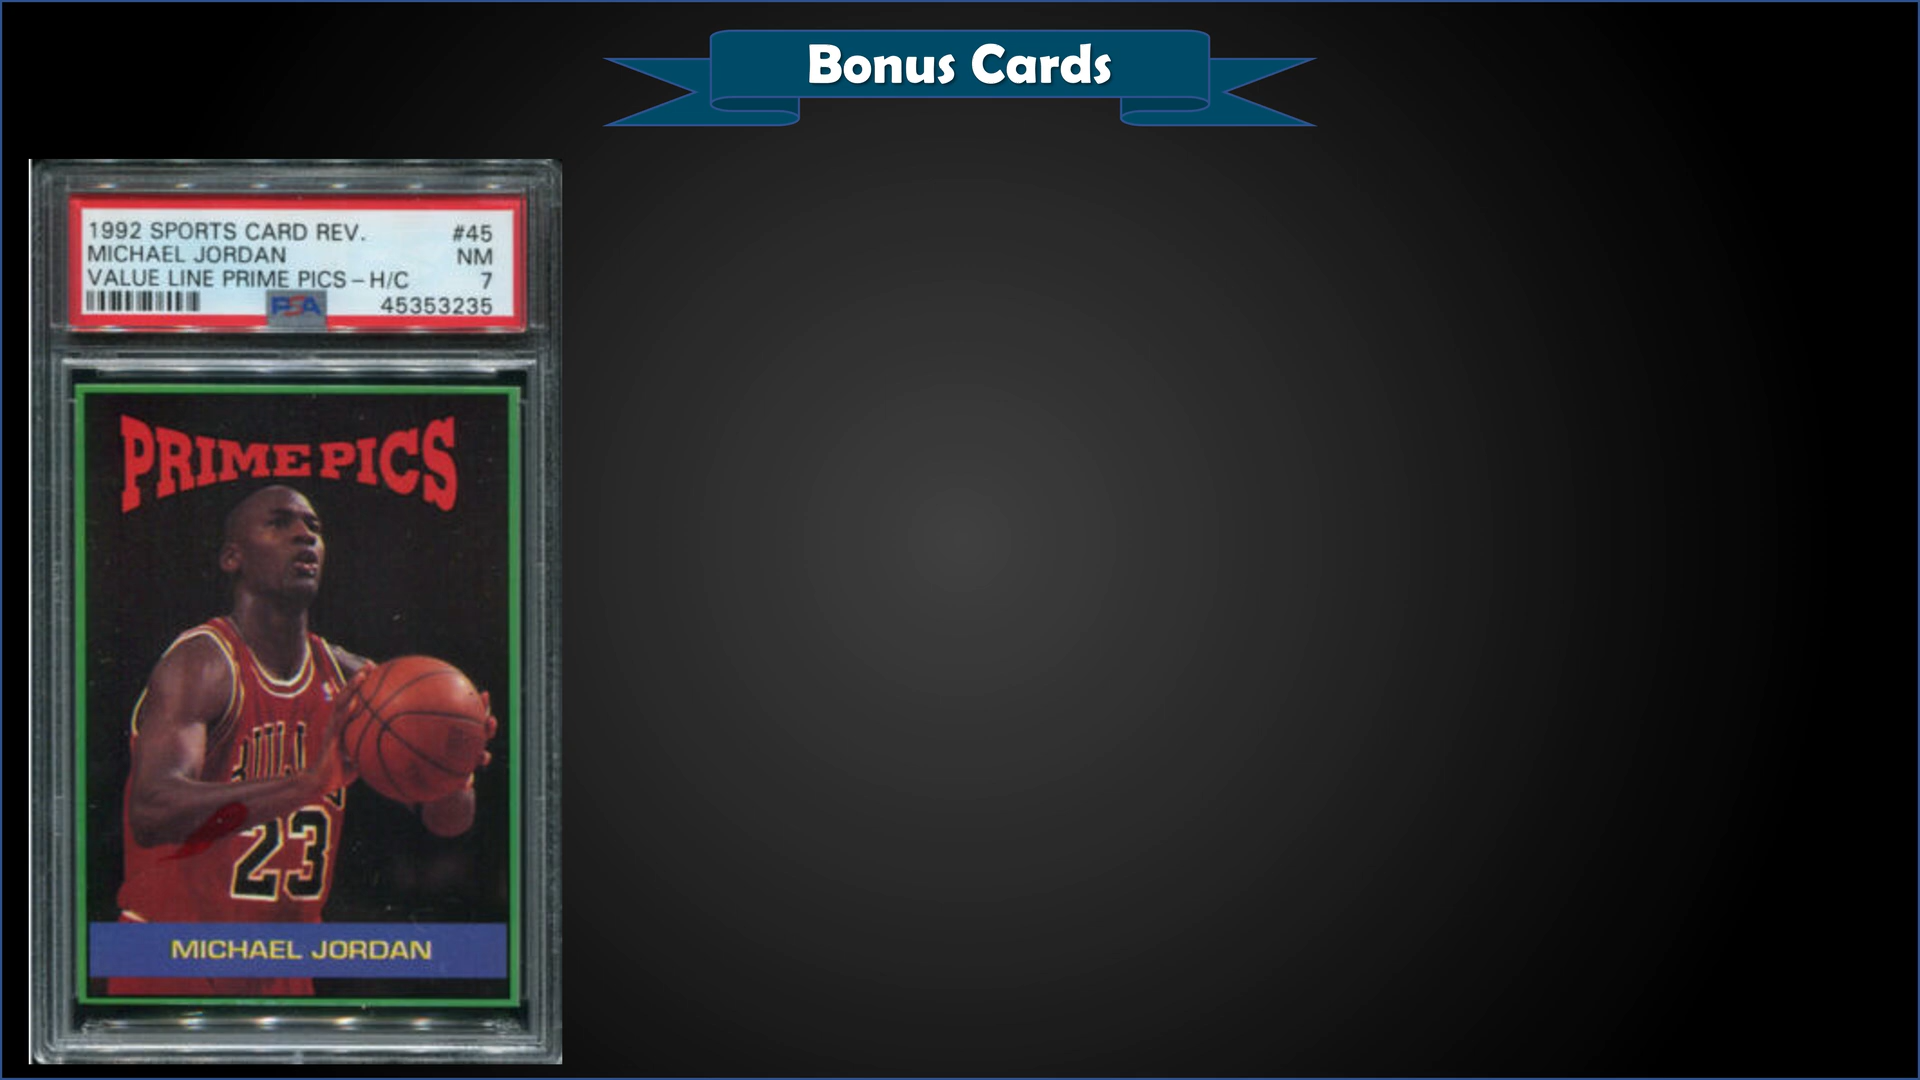 Bonus Cards
1992 SPORTS CARD REV. #45
MICHAEL JORDAN NM
VALUE LINE PRIME PICS – H/C 7
PSA 45353235
PRIME PICS
BULL
23
MICHAEL JORDAN